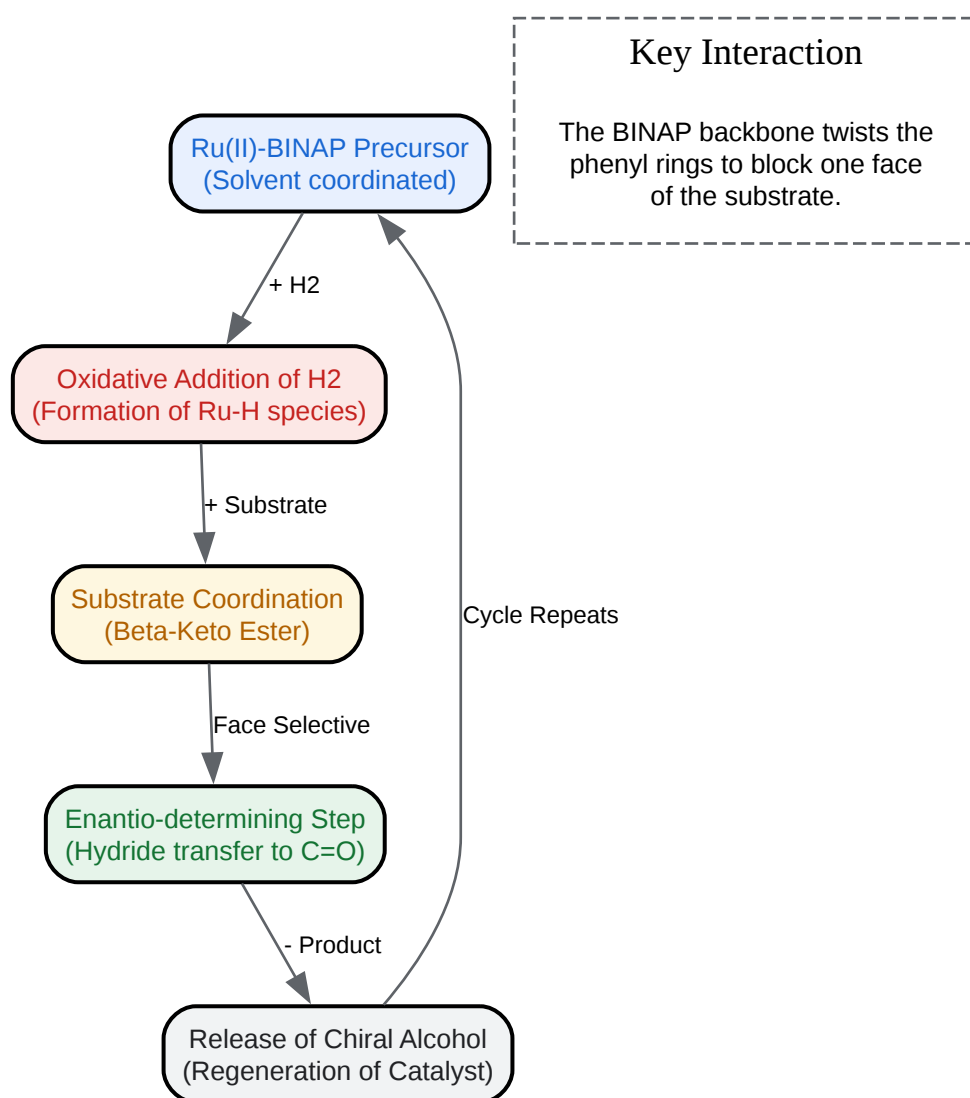 Key Interaction
The BINAP backbone twists the
phenyl rings to block one face
of the substrate.
Ru(II)-BINAP Precursor
(Solvent coordinated)
+ H2
Oxidative Addition of H2
(Formation of Ru-H species)
+ Substrate
Substrate Coordination
(Beta-Keto Ester)
Cycle Repeats
Face Selective
Enantio-determining Step
(Hydride transfer to C=O)
- Product
Release of Chiral Alcohol
(Regeneration of Catalyst)